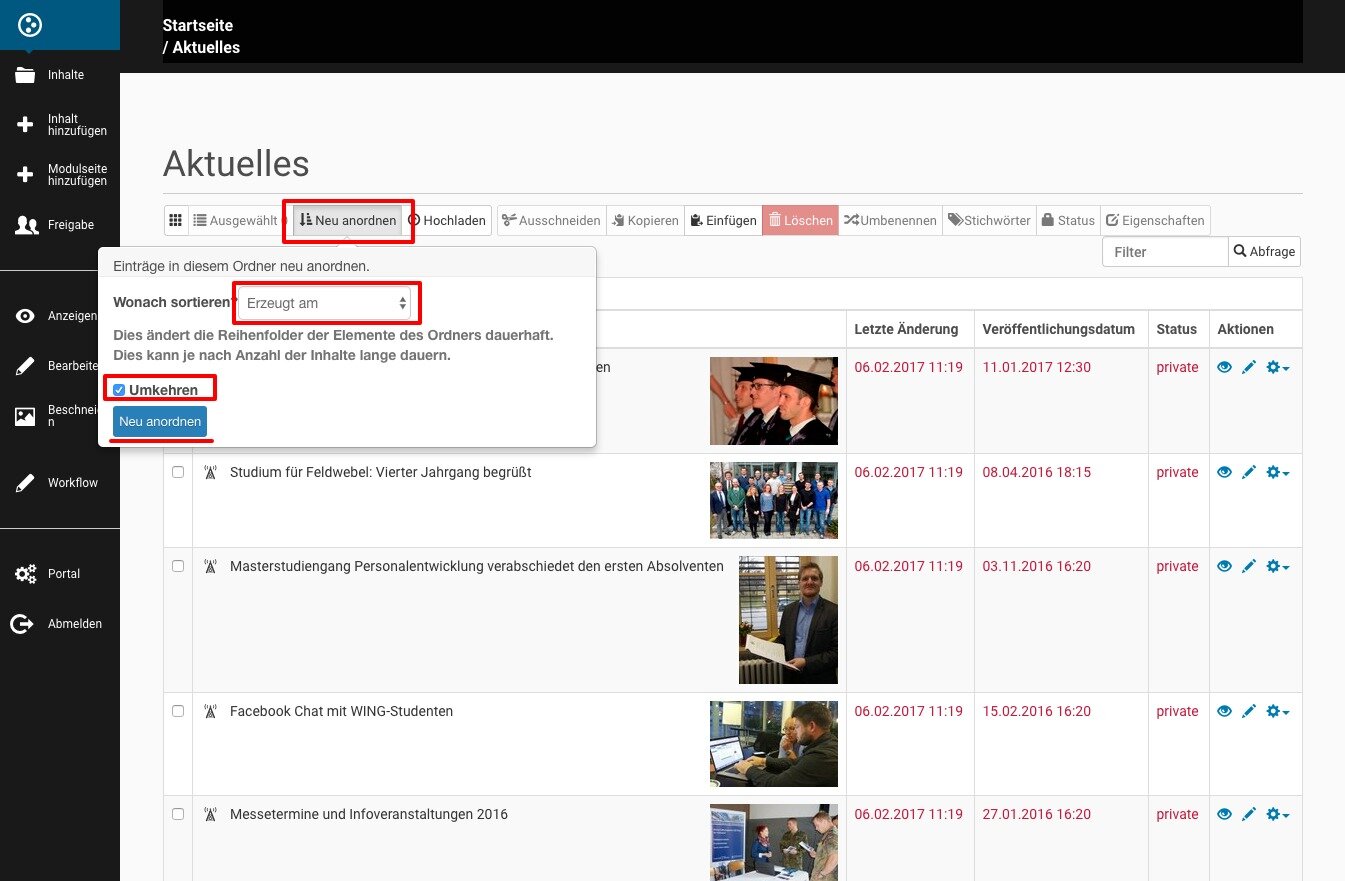 Startseite
/ Aktuelles
Inhalte
Inhalt
hinzufügen
Modulseite
hinzufügen
Freigabe
Anzeigen
Bearbeite
Beschnei
n
Workflow
Portal
Abmelden
Aktuelles
Ausgewählt
Neu anordnen
Hochladen
Ausschneiden
Kopieren
Einfügen
Löschen
Umbenennen
Stichwörter
Status
Eigenschaften
Filter
Abfrage
Einträge in diesem Ordner neu anordnen.
Wonach sortieren?
Erzeugt am
Dies ändert die Reihenfolder der Elemente des Ordners dauerhaft.
Dies kann je nach Anzahl der Inhalte lange dauern.
Umkehren
Neu anordnen
Letzte Änderung Veröffentlichungsdatum Status Aktionen
en 06.02.2017 11:19 11.01.2017 12:30 private
Studium für Feldwebel: Vierter Jahrgang begrüßt 06.02.2017 11:19 08.04.2016 18:15 private
Masterstudiengang Personalentwicklung verabschiedet den ersten Absolventen 06.02.2017 11:19 03.11.2016 16:20 private
Facebook Chat mit WING-Studenten 06.02.2017 11:19 15.02.2016 16:20 private
Messetermine und Infoveranstaltungen 2016 06.02.2017 11:19 27.01.2016 16:20 private